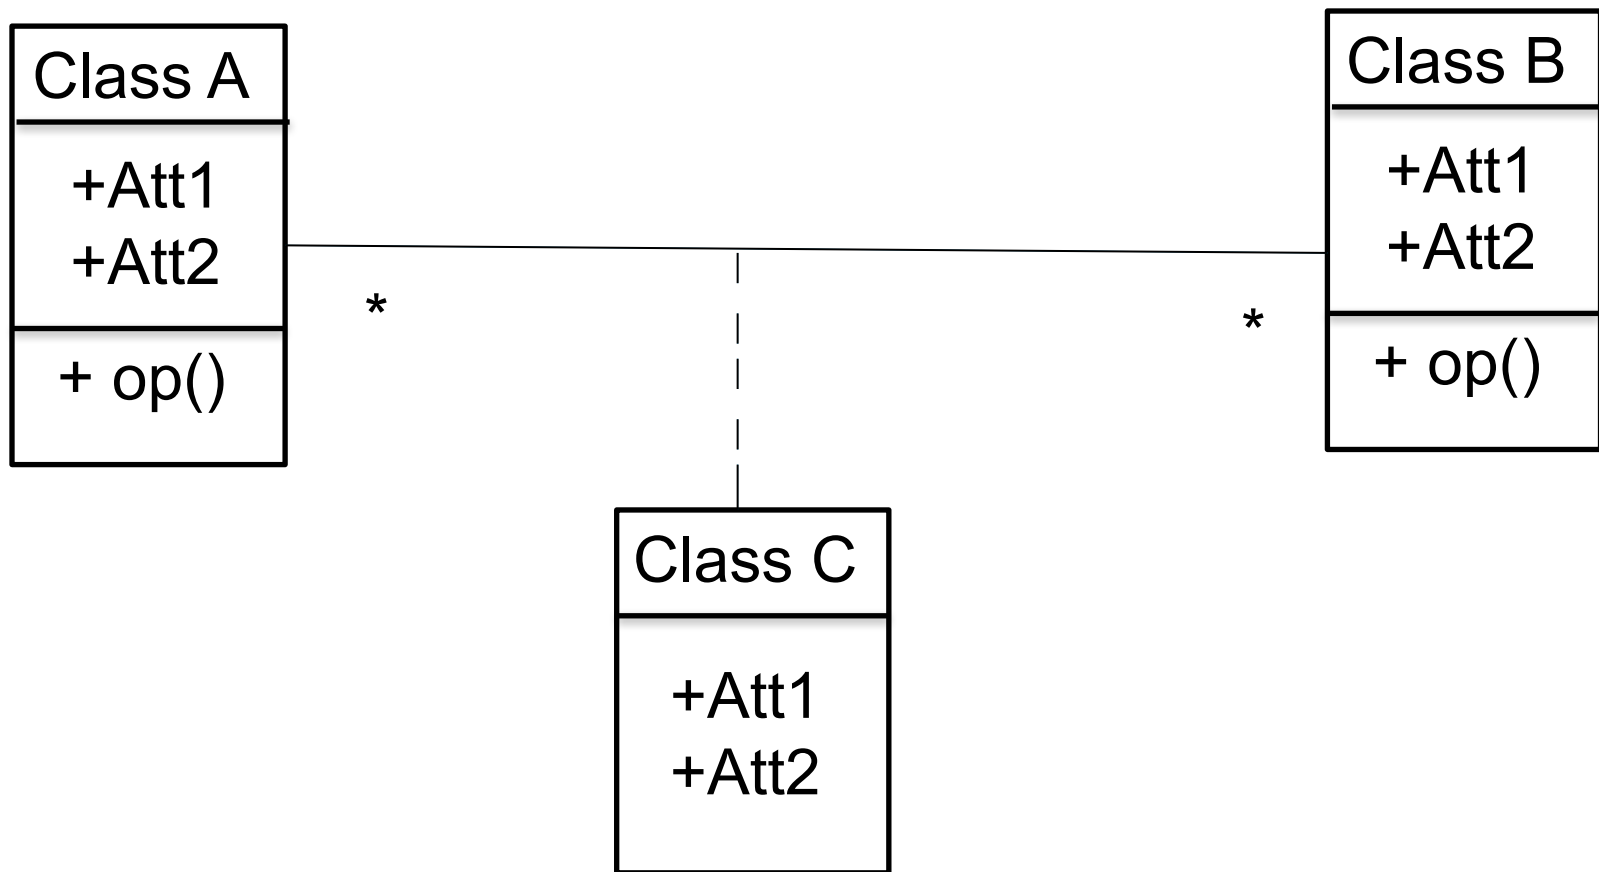 Class A
+Att1
+Att2
+ op()
*
Class B
+Att1
+Att2
+ op()
*
Class C
+Att1
+Att2